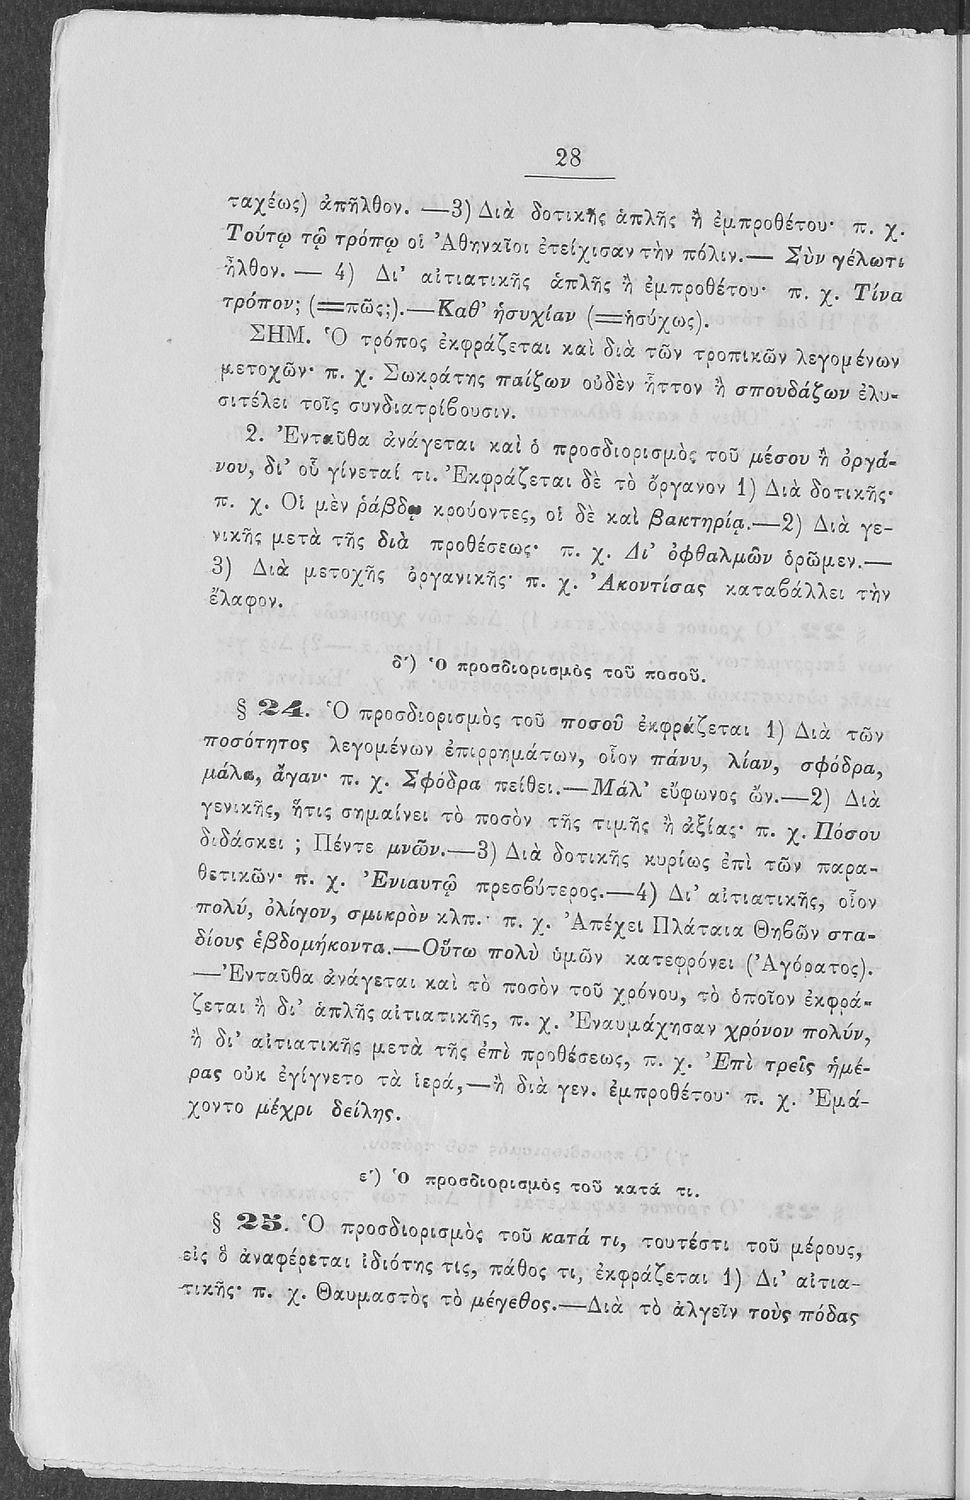 28
ταχέως) ἀπῆλθον. —3) Διὰ δοτικῆς ἁπλῆς ἢ ἐμπροθέτου· π. χ.
Τούτῳ τῷ τρόπῳ οἱ Ἀθηναῖοι ἐτείχισαν τὴν πόλιν.— Σὺν γέλωτι
ἦλθον. — 4) Δι’ αἰτιατικῆς ἁπλῆς ἢ ἐμπροθέτου· π. χ. Τίνα
τρόπον; (=πῶς;).—Καθ’ ἡσυχίαν (=ἡσύχως).
ΣΗΜ. Ὁ τρόπος ἐκφράζεται καὶ διὰ τῶν τροπικῶν λεγομένων
μετοχῶν· π. χ. Σωκράτης παίζων οὐδὲν ἧττον ἢ σπουδάζων ἐλυ-
σιτέλει τοῖς συνδιατρίβουσιν.
2. Ἐνταῦθα ἀνάγεται καὶ ὁ προσδιορισμὸς τοῦ μέσου ἢ ὀργά-
νου, δι’ οὗ γίνεταί τι. Ἐκφράζεται δὲ τὸ ὄργανον 1) Διὰ δοτικῆς·
π. χ. Οἱ μὲν ῥάβδῳ κρούοντες, οἱ δὲ καὶ βακτηρίᾳ.—2) Διὰ γε-
νικῆς μετὰ τῆς διὰ προθέσεως· π. χ. Δι’ ὀφθαλμῶν ὁρῶμεν.—
3) Διὰ μετοχῆς ὀργανικῆς· π. χ. Ἀκοντίσας καταβάλλει τὴν
ἔλαφον.
δ′) Ὁ προσδιορισμὸς τοῦ ποσοῦ.
§ 24. Ὁ προσδιορισμὸς τοῦ ποσοῦ ἐκφράζεται 1) Διὰ τῶν
ποσότητος λεγομένων ἐπιρρημάτων, οἷον πάνυ, λίαν, σφόδρα,
μάλα, ἄγαν· π. χ. Σφόδρα πείθει.—Μάλ’ εὔφωνος ὤν.—2) Διὰ
γενικῆς, ἥτις σημαίνει τὸ ποσὸν τῆς τιμῆς ἢ ἀξίας· π. χ. Πόσου
διδάσκει ; Πέντε μνῶν.—3) Διὰ δοτικῆς κυρίως ἐπὶ τῶν παρα-
θετικῶν· π. χ. Ἐνιαυτῷ πρεσβύτερος.—4) Δι’ αἰτιατικῆς, οἷον
πολύ, ὀλίγον, σμικρὸν κλπ.· π. χ. Ἀπέχει Πλάταια Θηβῶν στα-
δίους ἑβδομήκοντα.—Οὕτω πολὺ ὑμῶν κατεφρόνει (Ἀγόρατος).
—Ἐνταῦθα ἀνάγεται καὶ τὸ ποσὸν τοῦ χρόνου, τὸ ὁποῖον ἐκφρά-
ζεται ἢ δι’ ἁπλῆς αἰτιατικῆς, π. χ. Ἐναυμάχησαν χρόνον πολύν,
ἢ δι’ αἰτιατικῆς μετὰ τῆς ἐπὶ προθέσεως, π. χ. Ἐπὶ τρεῖς ἡμέ-
ρας οὐκ ἐγίγνετο τὰ ἱερά,—ἢ διὰ γεν. ἐμπροθέτου· π. χ. Ἐμά-
χοντο μέχρι δείλης.
ε′) Ὁ προσδιορισμὸς τοῦ κατά τι.
§ 25. Ὁ προσδιορισμὸς τοῦ κατά τι, τουτέστι τοῦ μέρους,
εἰς ὃ ἀναφέρεται ἰδιότης τις, πάθος τι, ἐκφράζεται 1) Δι’ αἰτια-
τικῆς· π. χ. Θαυμαστὸς τὸ μέγεθος.—Διὰ τὸ ἀλγεῖν τοὺς πόδας